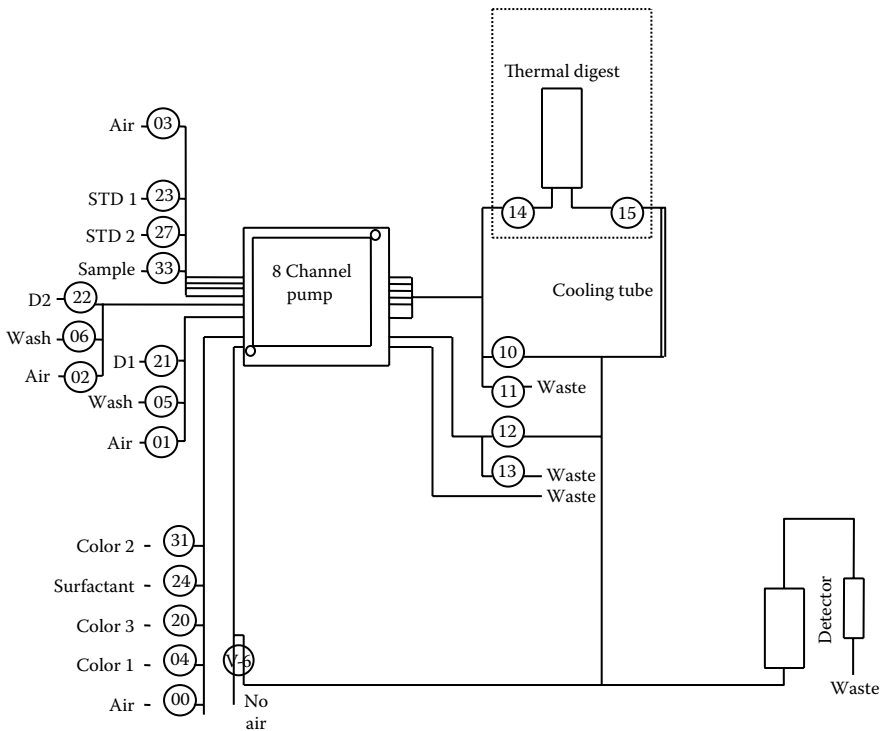 Thermal digest
Air 03
14
15
STD 1 23
STD 2 27
Sample 33
8 Channel
pump
Cooling tube
D2 22
Wash 06
Air 02
D1 21
Wash 05
Air 01
10
11 Waste
12
13 Waste
Waste
Color 2 - 31
Surfactant - 24
Color 3 - 20
Color 1 - 04
Air - 00
V-6
No
air
Detector
Waste